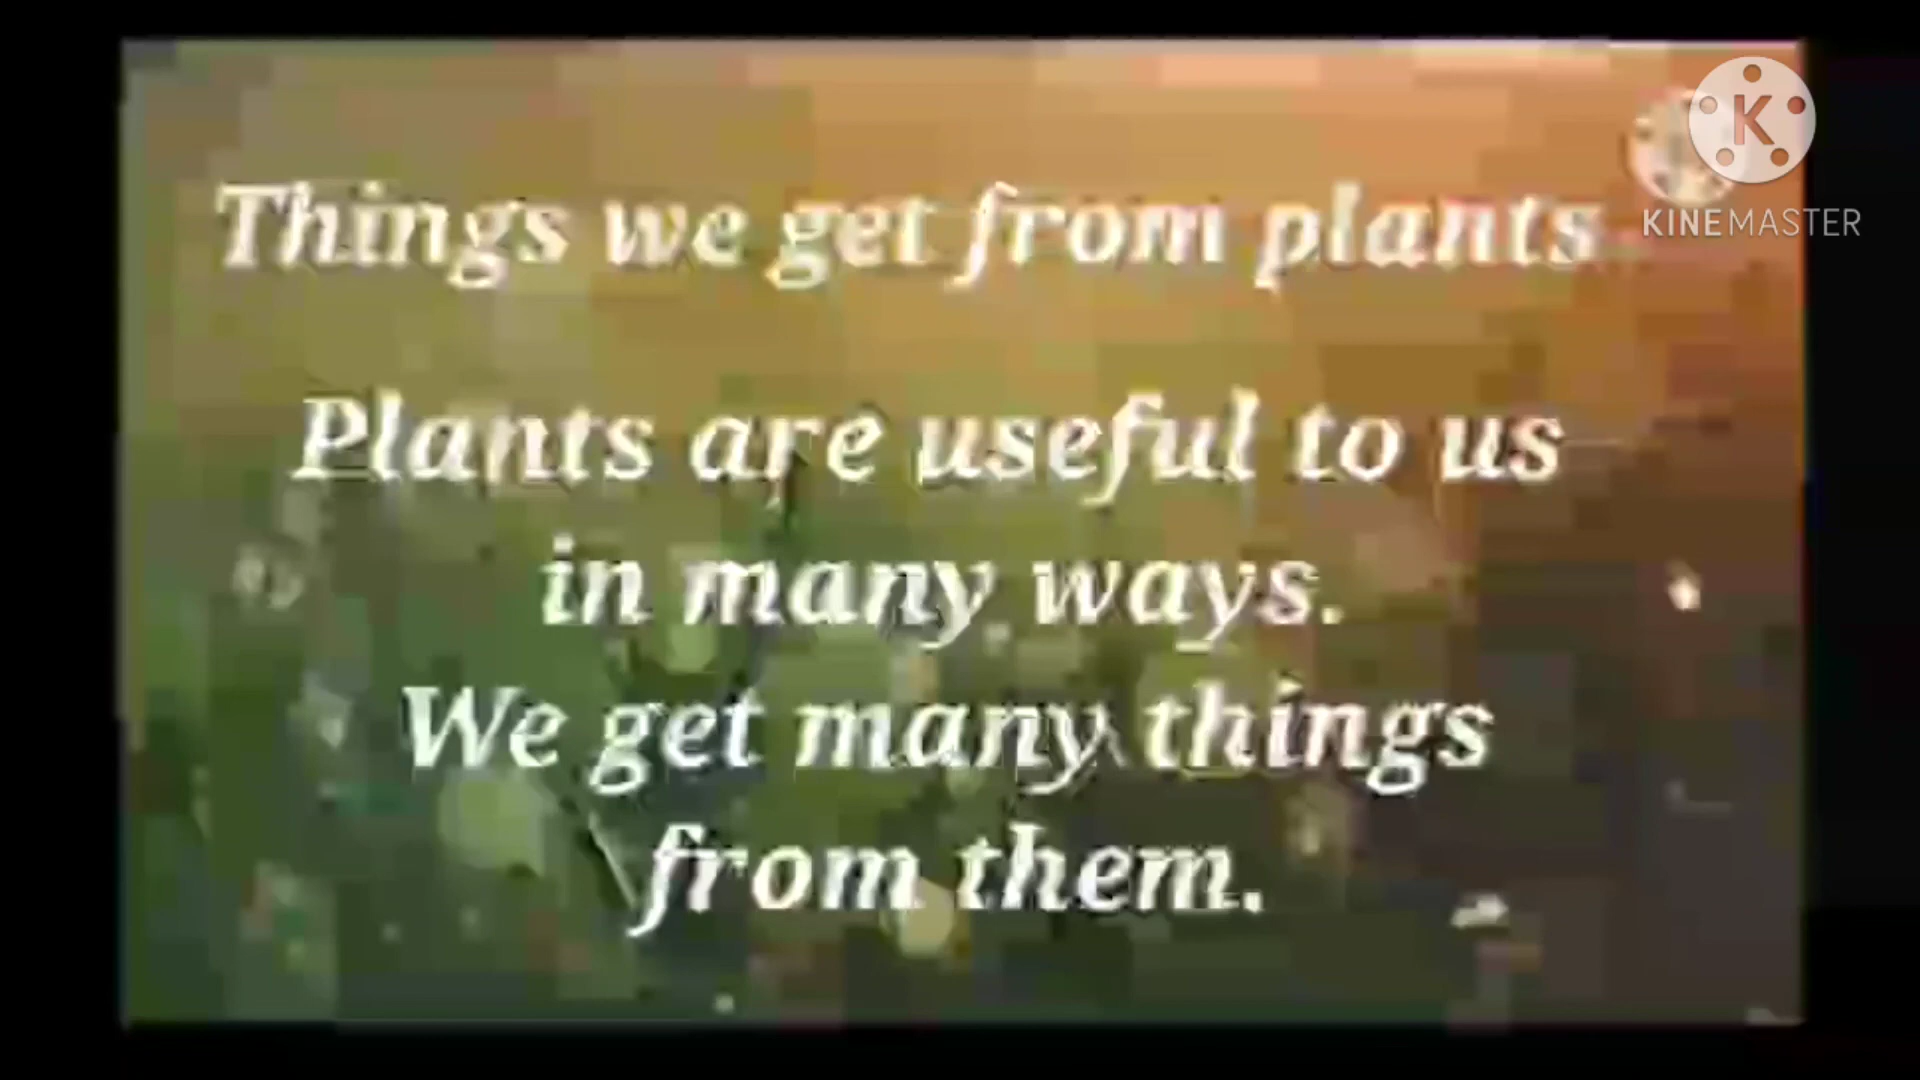 K
KINEMASTER
Things we get from plants
Plants are useful to us
in many ways.
We get many things
from them.